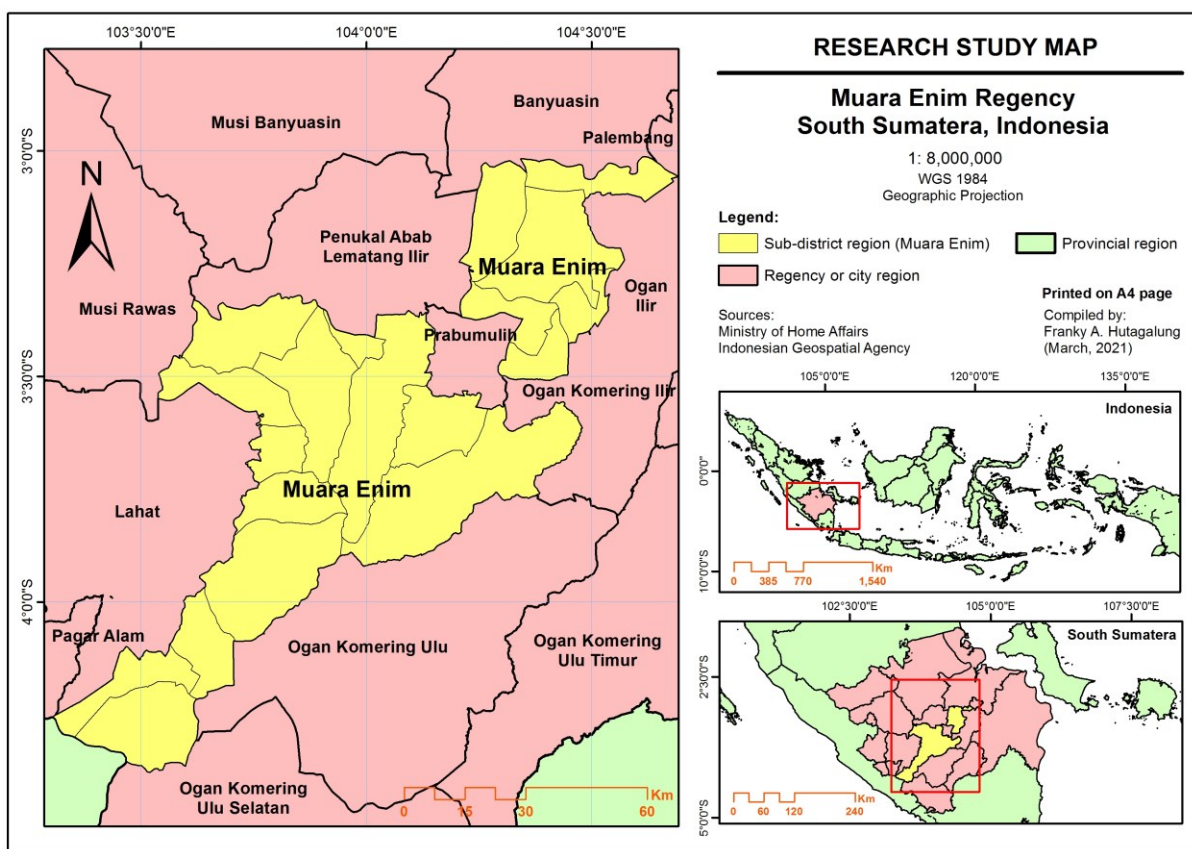 103°30'0"E
104°0'0"E
104°30'0"E
3°0'0"S
3°30'0"S
4°0'0"S
N
Musi Banyuasin
Banyuasin
Palembang
Penukal Abab
Lematang Ilir
Muara Enim
Musi Rawas
Ogan
Ilir
Prabumulih
Ogan Komering Ilir
Muara Enim
Lahat
Pagar Alam
Ogan Komering Ulu
Ogan Komering
Ulu Timur
Ogan Komering
Ulu Selatan
Km
0 15 30 60
RESEARCH STUDY MAP
Muara Enim Regency
South Sumatera, Indonesia
1: 8,000,000
WGS 1984
Geographic Projection
Legend:
Sub-district region (Muara Enim)
Provincial region
Regency or city region
Printed on A4 page
Sources:
Ministry of Home Affairs
Indonesian Geospatial Agency
Compiled by:
Franky A. Hutagalung
(March, 2021)
105°0'0"E
120°0'0"E
135°0'0"E
Indonesia
0°0'0"
10°0'0"S
Km
0 385 770 1,540
102°30'0"E
105°0'0"E
107°30'0"E
South Sumatera
2°30'0"S
5°0'0"S
Km
0 60 120 240